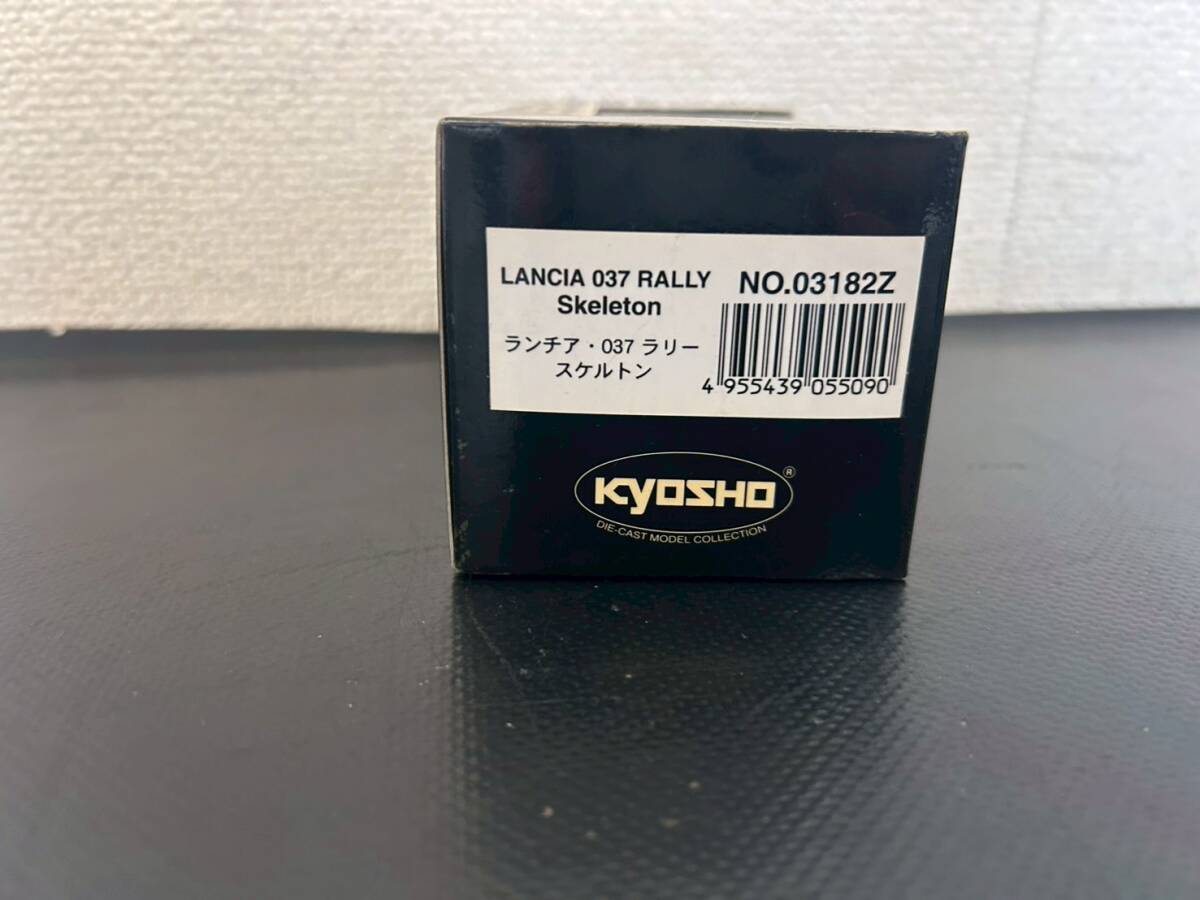 LANCIA 037 RALLY
Skeleton
NO.03182Z
ランチア・037 ラリー
スケルトン
4 955439 055090
KYOSHO ®
DIE-CAST MODEL COLLECTION